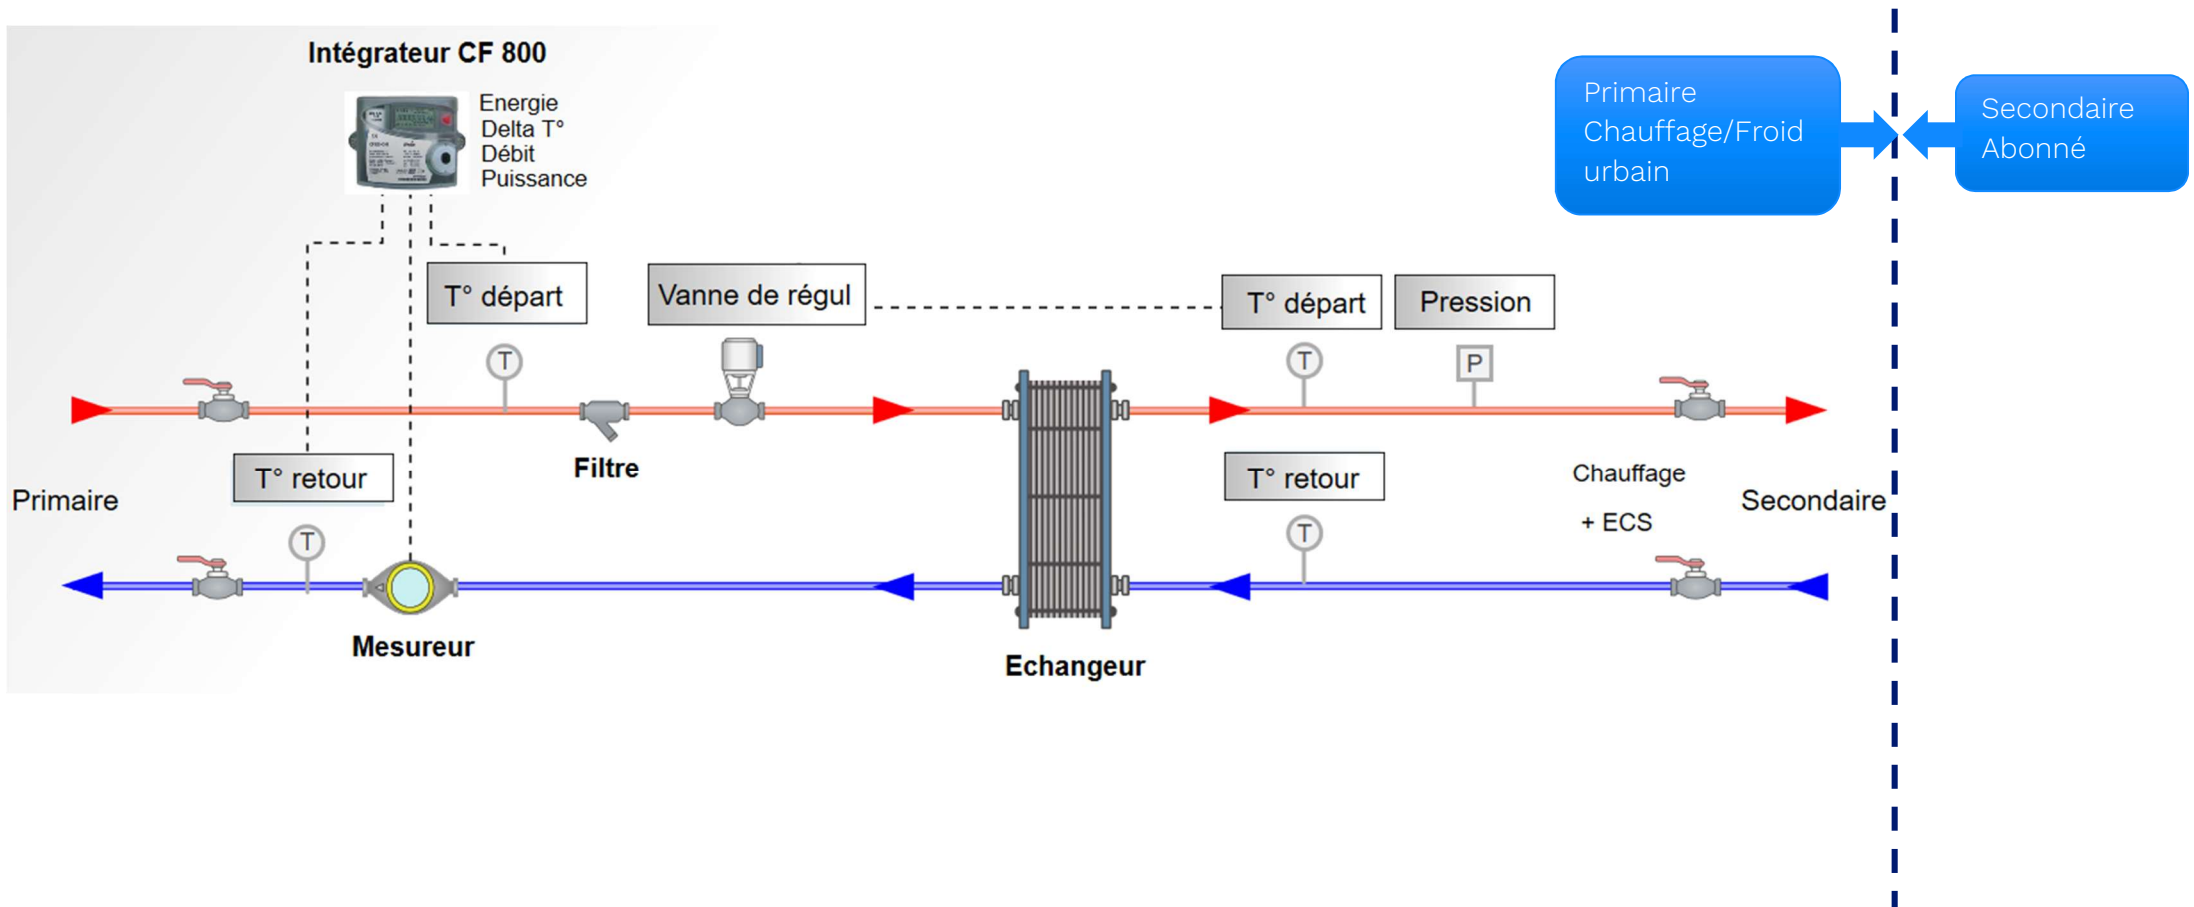 Intégrateur CF 800
Energie
Delta T°
Débit
Puissance
Primaire
Chauffage/Froid
urbain
Secondaire
Abonné
T° départ
Vanne de régul
T° départ
Pression
T
T
P
Filtre
T° retour
T° retour
Chauffage
+ ECS
Primaire
Secondaire
T
T
Mesureur
Echangeur